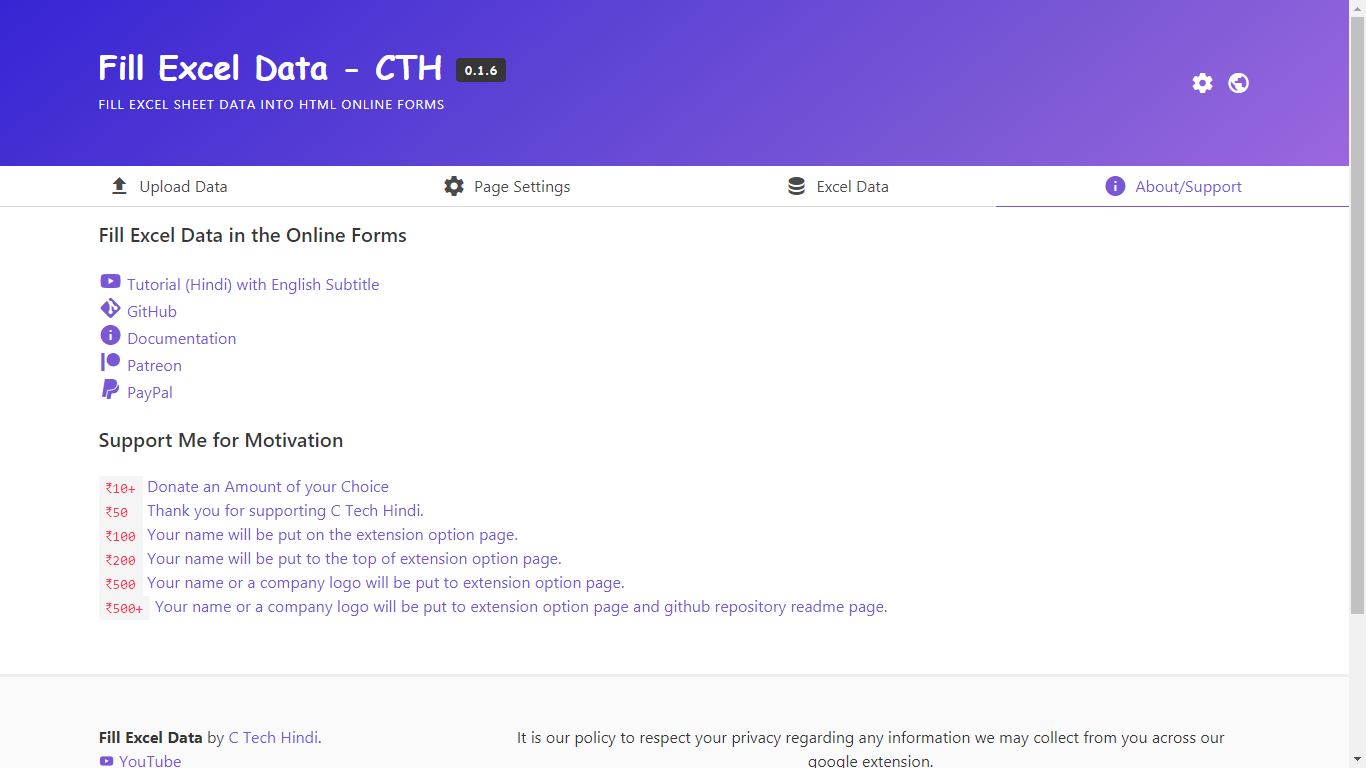 Fill Excel Data - CTH 0.1.6
FILL EXCEL SHEET DATA INTO HTML ONLINE FORMS
Upload Data Page Settings Excel Data About/Support
Fill Excel Data in the Online Forms
Tutorial (Hindi) with English Subtitle
GitHub
Documentation
Patreon
PayPal
Support Me for Motivation
₹10+ Donate an Amount of your Choice
₹50 Thank you for supporting C Tech Hindi.
₹100 Your name will be put on the extension option page.
₹200 Your name will be put to the top of extension option page.
₹500 Your name or a company logo will be put to extension option page.
₹500+ Your name or a company logo will be put to extension option page and github repository readme page.
Fill Excel Data by C Tech Hindi.
YouTube
It is our policy to respect your privacy regarding any information we may collect from you across our
google extension.